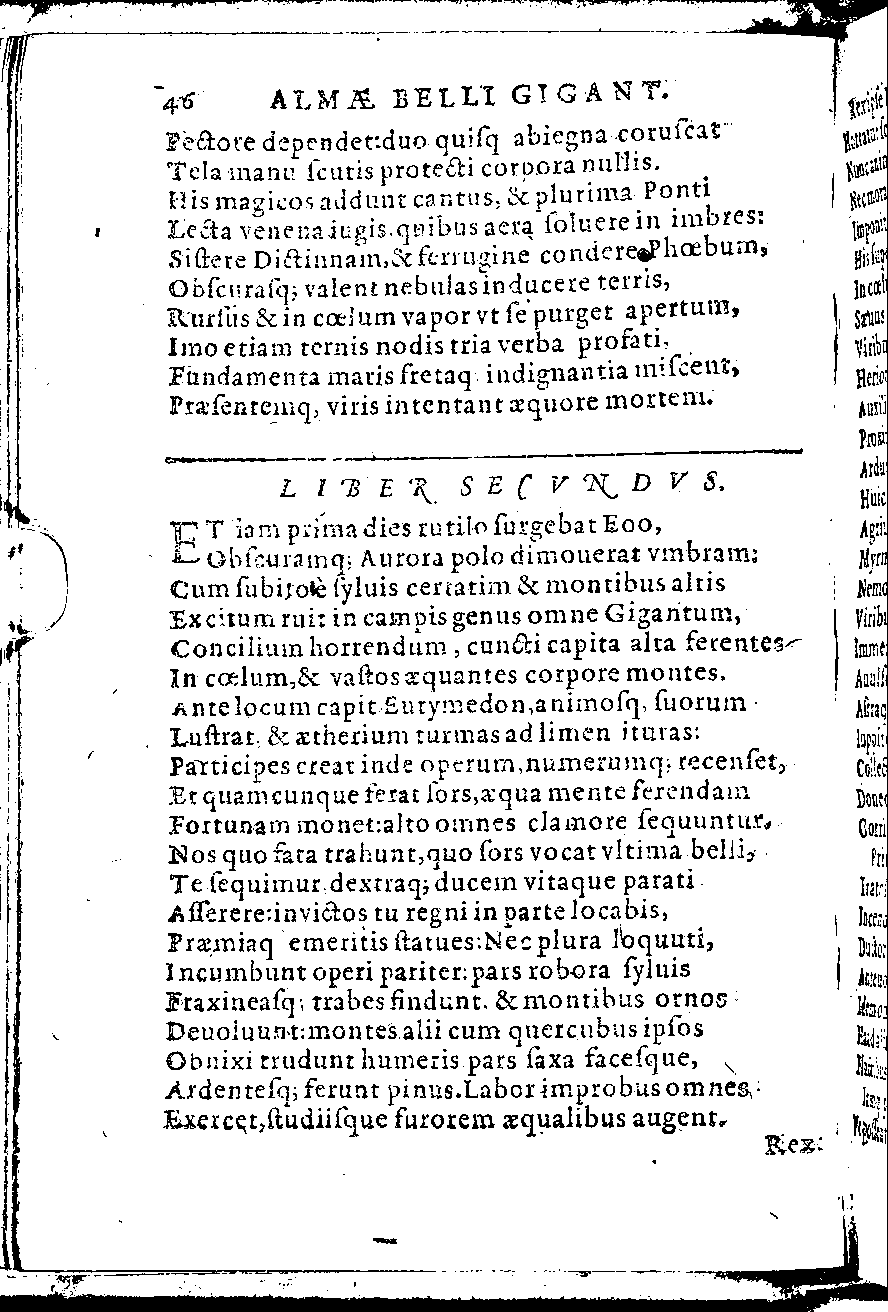 46 ALMÆ BELLI GIGANT.
Pectore dependet:duo quiſq abiegna coruſcat
Tela manu ſcutis protecti corpora nullis.
His magicos addunt cantus, & plurima Ponti
Lecta venena iugis.quibus aera ſoluere in imbres:
Siſtere Dictinnam,& ferrugine condere Phœbum,
Obſcuraſq; valent nebulas inducere terris,
Rurſus & in cœlum vapor vt ſe purget apertum,
Imo etiam ternis nodis tria verba profati,
Fundamenta maris fretaq indignantia miſcent,
Præſentemq, viris intentant æquore mortem.
LIBER SECVNDVS.
ET iam prima dies rutilo ſurgebat Eoo,
Obſcuramq; Aurora polo dimouerat vmbram:
Cum ſubitò è ſyluis certatim & montibus altis
Excitum ruit in campis genus omne Gigantum,
Concilium horrendum , cuncti capita alta ferentes
In cœlum,& vaſtos æquantes corpore montes.
Ante locum capit Eurymedon,animoſq, ſuorum
Luſtrat, & ætherium turmas ad limen ituras:
Participes creat inde operum,numerumq; recenſet,
Et quamcunque ferat ſors,æqua mente ferendam
Fortunam monet:alto omnes clamore ſequuntur,
Nos quo fata trahunt,quo ſors vocat vltima belli,
Te ſequimur dextraq; ducem vitaque parati
Aſſerere:invictos tu regni in parte locabis,
Præmiaq emeritis ſtatues:Nec plura loquuti,
Incumbunt operi pariter:pars robora ſyluis
Fraxineaſq; trabes findunt. & montibus ornos
Deuoluunt:montes alii cum quercubus ipſos
Obnixi trudunt humeris pars ſaxa faceſque,
Ardenteſq; ferunt pinus.Labor improbus omnes,
Exercet,ſtudiiſque furorem æqualibus augent.
Rex